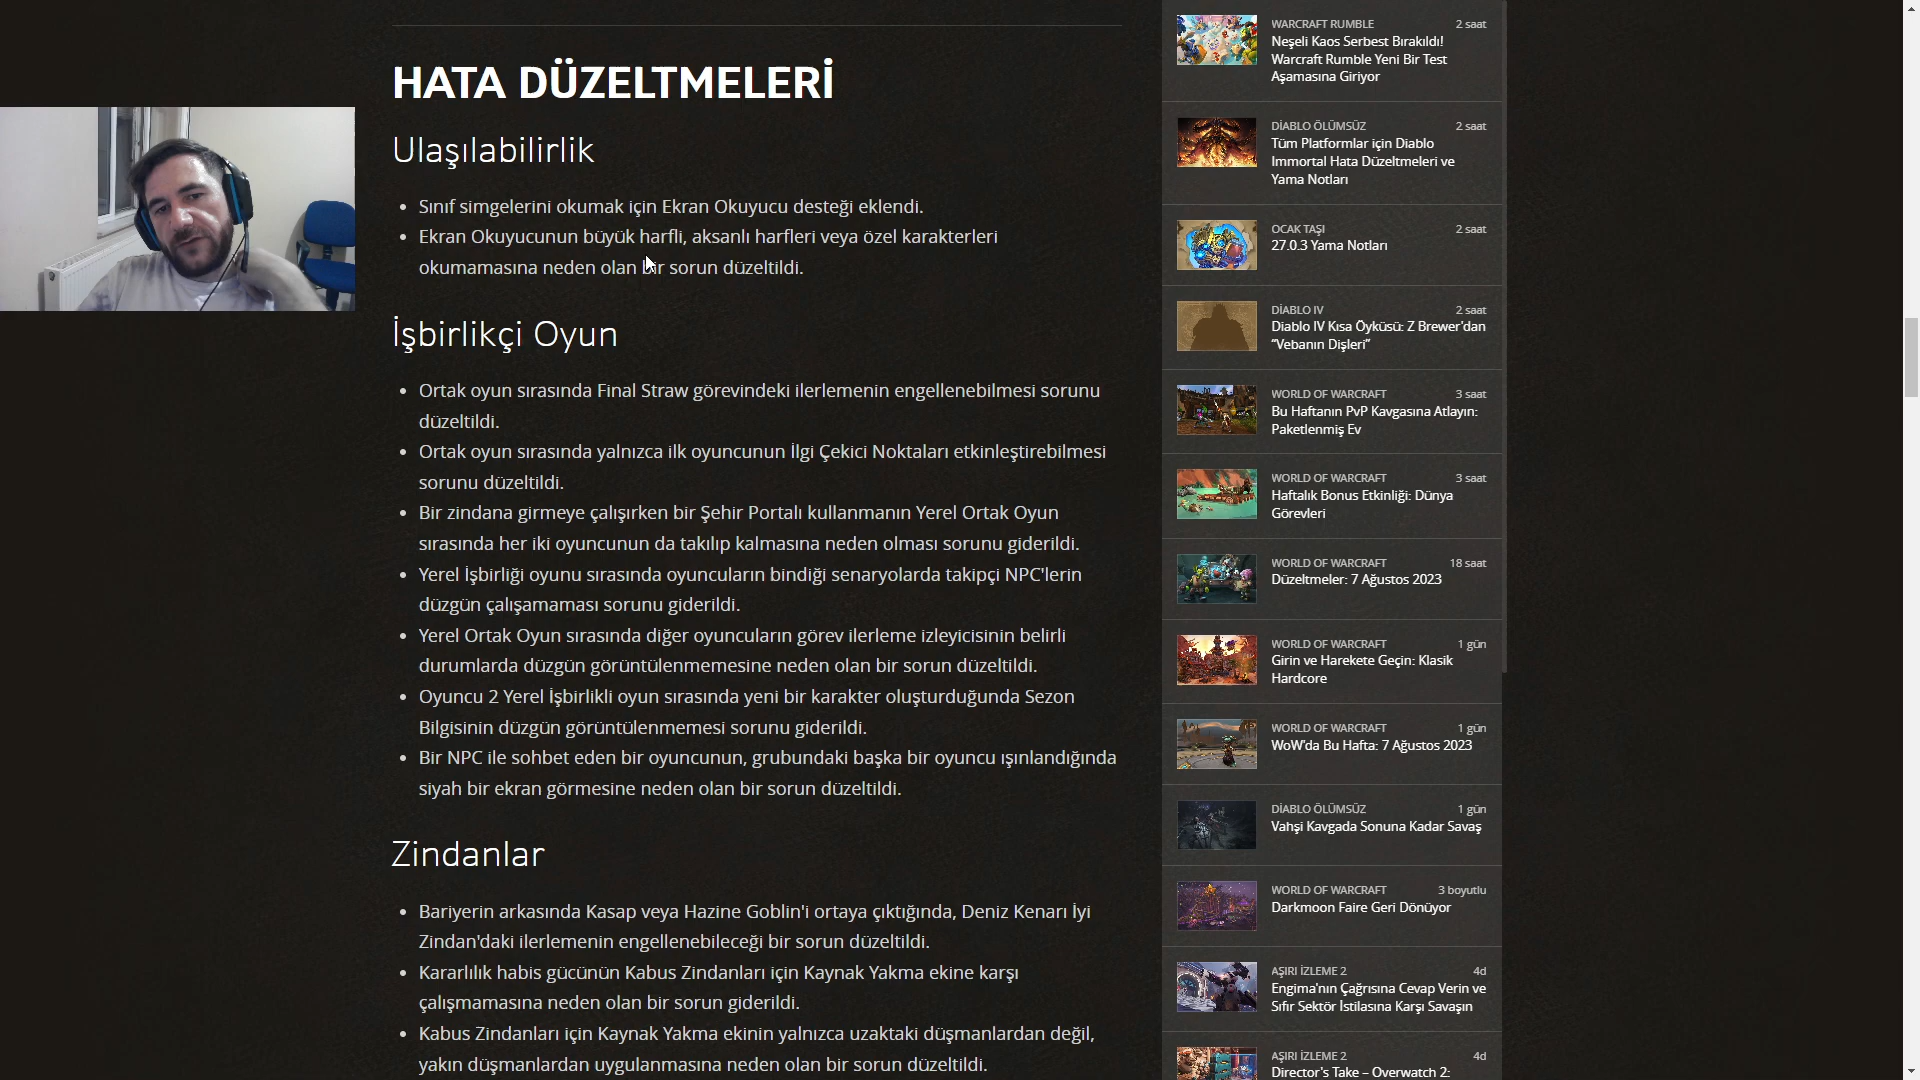 HATA DÜZELTMELERİ
Ulaşılabilirlik
Sınıf simgelerini okumak için Ekran Okuyucu desteği eklendi.
Ekran Okuyucunun büyük harfli, aksanlı harfleri veya özel karakterleri
okumamasına neden olan bir sorun düzeltildi.
İşbirlikçi Oyun
Ortak oyun sırasında Final Straw görevindeki ilerlemenin engellenebilmesi sorunu
düzeltildi.
Ortak oyun sırasında yalnızca ilk oyuncunun İlgi Çekici Noktaları etkinleştirebilmesi
sorunu düzeltildi.
Bir zindana girmeye çalışırken bir Şehir Portalı kullanmanın Yerel Ortak Oyun
sırasında her iki oyuncunun da takılıp kalmasına neden olması sorunu giderildi.
Yerel İşbirliği oyunu sırasında oyuncuların bindiği senaryolarda takipçi NPC'lerin
düzgün çalışamaması sorunu giderildi.
Yerel Ortak Oyun sırasında diğer oyuncuların görev ilerleme izleyicisinin belirli
durumlarda düzgün görüntülenmemesine neden olan bir sorun düzeltildi.
Oyuncu 2 Yerel İşbirlikli oyun sırasında yeni bir karakter oluşturduğunda Sezon
Bilgisinin düzgün görüntülenmemesi sorunu giderildi.
Bir NPC ile sohbet eden bir oyuncunun, grubundaki başka bir oyuncu ışınlandığında
siyah bir ekran görmesine neden olan bir sorun düzeltildi.
Zindanlar
Bariyerin arkasında Kasap veya Hazine Goblin'i ortaya çıktığında, Deniz Kenarı İyi
Zindan'daki ilerlemenin engellenebileceği bir sorun düzeltildi.
Kararlılık habis gücünün Kabus Zindanları için Kaynak Yakma ekine karşı
çalışmamasına neden olan bir sorun giderildi.
Kabus Zindanları için Kaynak Yakma ekinin yalnızca uzaktaki düşmanlardan değil,
yakın düşmanlardan uygulanmasına neden olan bir sorun düzeltildi.
WARCRAFT RUMBLE 2 saat
Neşeli Kaos Serbest Bırakıldı!
Warcraft Rumble Yeni Bir Test
Aşamasına Giriyor
DİABLO ÖLÜMSÜZ 2 saat
Tüm Platformlar için Diablo
Immortal Hata Düzeltmeleri ve
Yama Notları
OCAK TAŞI 2 saat
27.0.3 Yama Notları
DİABLO IV 2 saat
Diablo IV Kısa Öyküsü: Z Brewer'dan
“Vebanın Dişleri”
WORLD OF WARCRAFT 3 saat
Bu Haftanın PvP Kavgasına Atlayın:
Paketlenmiş Ev
WORLD OF WARCRAFT 3 saat
Haftalık Bonus Etkinliği: Dünya
Görevleri
WORLD OF WARCRAFT 18 saat
Düzeltmeler: 7 Ağustos 2023
WORLD OF WARCRAFT 1 gün
Girin ve Harekete Geçin: Klasik
Hardcore
WORLD OF WARCRAFT 1 gün
WoW'da Bu Hafta: 7 Ağustos 2023
DİABLO ÖLÜMSÜZ 1 gün
Vahşi Kavgada Sonuna Kadar Savaş
WORLD OF WARCRAFT 3 boyutlu
Darkmoon Faire Geri Dönüyor
AŞIRI İZLEME 2 4d
Engima'nın Çağrısına Cevap Verin ve
Sıfır Sektör İstilasına Karşı Savaşın
AŞIRI İZLEME 2 4d
Director's Take – Overwatch 2: